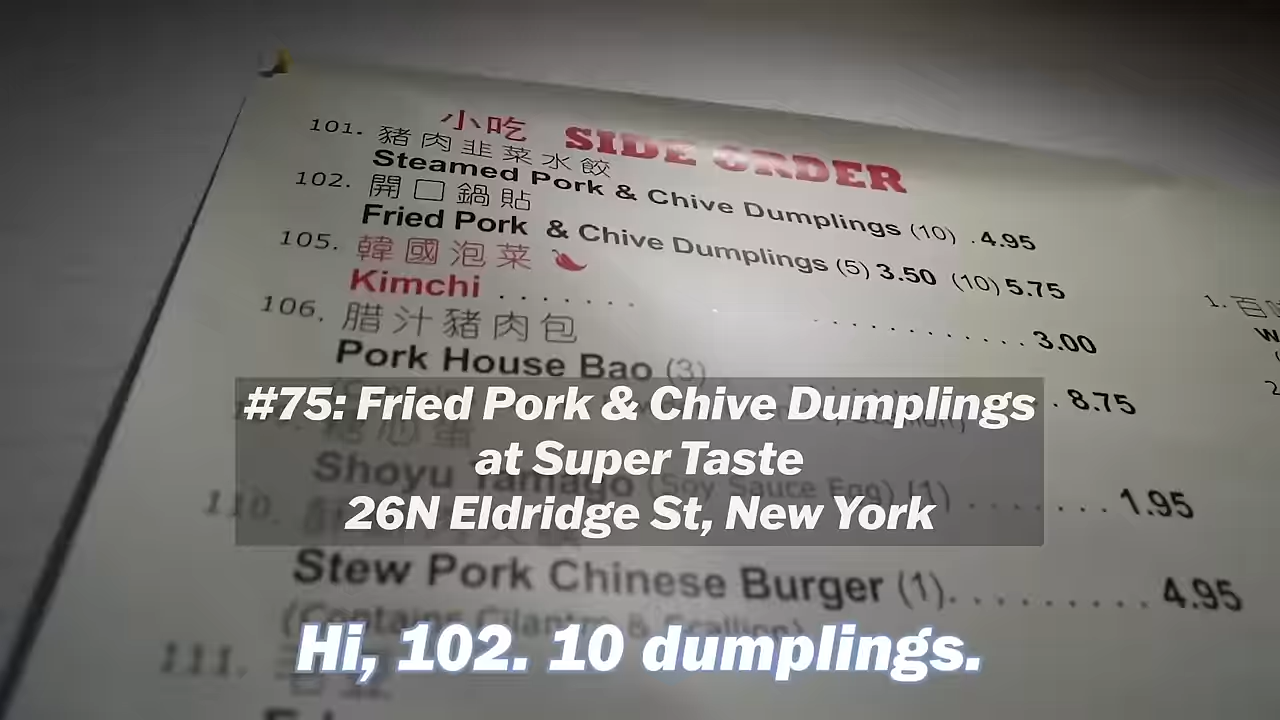 小吃 SIDE ORDER
101. 豬肉韭菜水餃
Steamed Pork & Chive Dumplings (10) .4.95
102. 開口鍋貼
Fried Pork & Chive Dumplings (5) 3.50 (10) 5.75
105. 韓國泡菜
Kimchi . . . . . . . . . . . . . . . . . 3.00
106. 腊汁豬肉包
Pork House Bao (3) . 8.75
#75: Fried Pork & Chive Dumplings
at Super Taste
26N Eldridge St, New York
Shoyu Tamago (Soy Sauce Egg) (1) . . . . . . . 1.95
110.
Stew Pork Chinese Burger (1). . . . . . . . . . 4.95
(Contains Cilantro & Scallion)
Hi, 102. 10 dumplings.
111.
1. 百
2